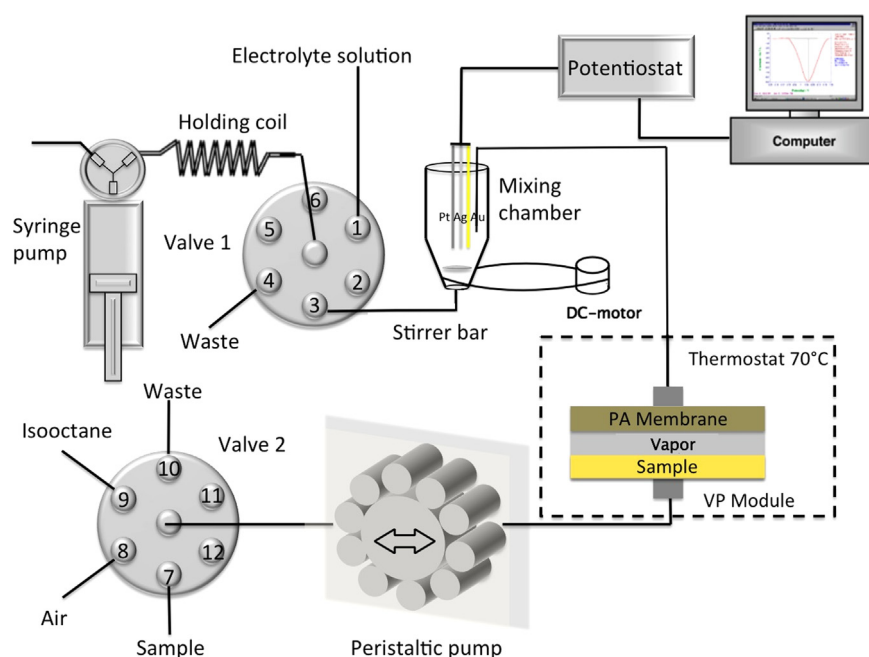 Electrolyte solution
Potentiostat
Computer
Holding coil
Syringe
pump
Valve 1
6
5
1
4
2
3
Waste
Pt Ag Au
Mixing
chamber
Stirrer bar
DC-motor
Thermostat 70°C
PA Membrane
Vapor
Sample
VP Module
Waste
Isooctane
Valve 2
10
9
11
8
12
7
Air
Sample
Peristaltic pump